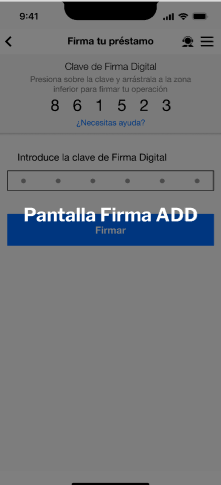 9:41
Firma tu préstamo
Clave de Firma Digital
Presiona sobre la clave y arrástrala a la zona
inferior para firmar tu operación
8 6 1 5 2 3
¿Necesitas ayuda?
Introduce la clave de Firma Digital
Pantalla Firma ADD
Firmar